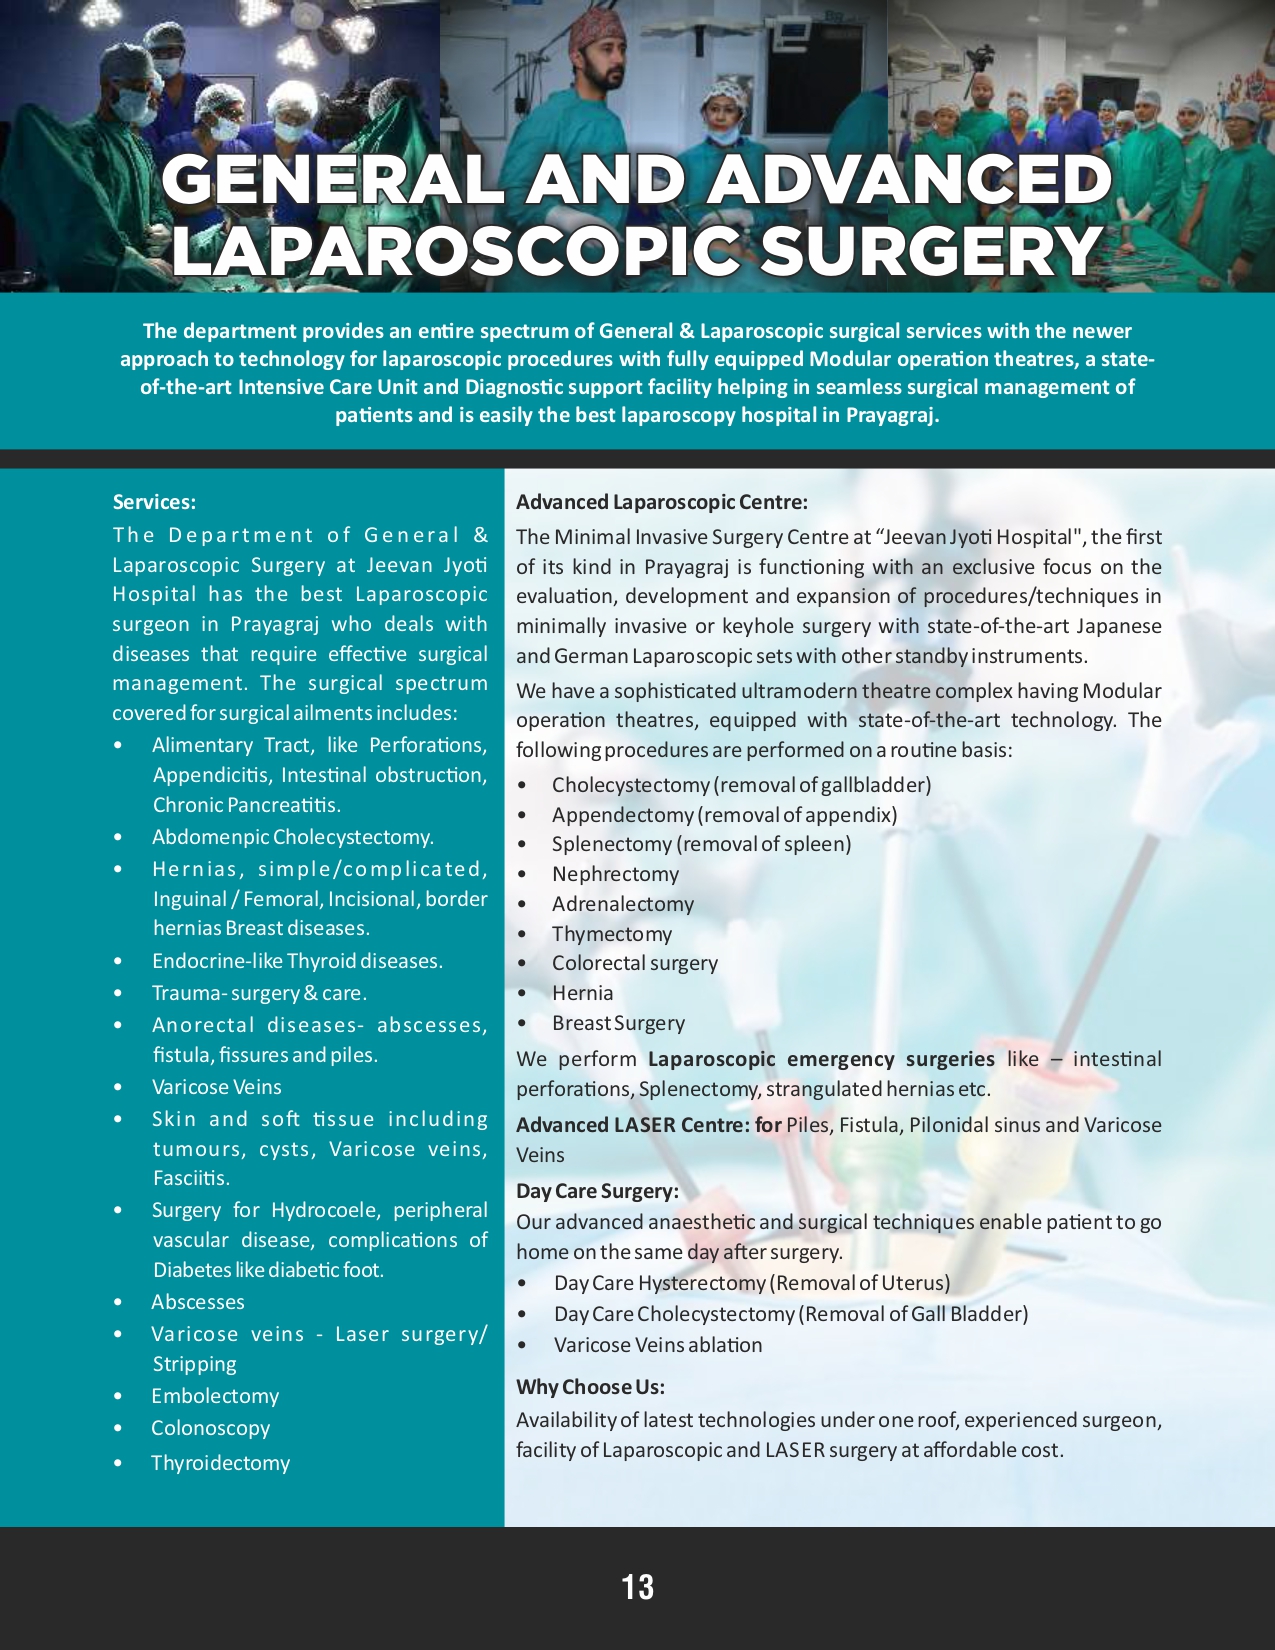 GENERAL AND ADVANCED
LAPAROSCOPIC SURGERY
The department provides an entire spectrum of General & Laparoscopic surgical services with the newer
approach to technology for laparoscopic procedures with fully equipped Modular operation theatres, a state-
of-the-art Intensive Care Unit and Diagnostic support facility helping in seamless surgical management of
patients and is easily the best laparoscopy hospital in Prayagraj.
Services:
The Department of General &
Laparoscopic Surgery at Jeevan Jyoti
Hospital has the best Laparoscopic
surgeon in Prayagraj who deals with
diseases that require effective surgical
management. The surgical spectrum
covered for surgical ailments includes:
• Alimentary Tract, like Perforations,
Appendicitis, Intestinal obstruction,
Chronic Pancreatitis.
• Abdomenpic Cholecystectomy.
• Hernias, simple/complicated,
Inguinal / Femoral, Incisional, border
hernias Breast diseases.
• Endocrine-like Thyroid diseases.
• Trauma- surgery & care.
• Anorectal diseases- abscesses,
fistula, fissures and piles.
• Varicose Veins
• Skin and soft tissue including
tumours, cysts, Varicose veins,
Fasciitis.
• Surgery for Hydrocoele, peripheral
vascular disease, complications of
Diabetes like diabetic foot.
• Abscesses
• Varicose veins - Laser surgery/
Stripping
• Embolectomy
• Colonoscopy
• Thyroidectomy
Advanced Laparoscopic Centre:
The Minimal Invasive Surgery Centre at “Jeevan Jyoti Hospital", the first
of its kind in Prayagraj is functioning with an exclusive focus on the
evaluation, development and expansion of procedures/techniques in
minimally invasive or keyhole surgery with state-of-the-art Japanese
and German Laparoscopic sets with other standby instruments.
We have a sophisticated ultramodern theatre complex having Modular
operation theatres, equipped with state-of-the-art technology. The
following procedures are performed on a routine basis:
• Cholecystectomy (removal of gallbladder)
• Appendectomy (removal of appendix)
• Splenectomy (removal of spleen)
• Nephrectomy
• Adrenalectomy
• Thymectomy
• Colorectal surgery
• Hernia
• Breast Surgery
We perform Laparoscopic emergency surgeries like – intestinal
perforations, Splenectomy, strangulated hernias etc.
Advanced LASER Centre: for Piles, Fistula, Pilonidal sinus and Varicose
Veins
Day Care Surgery:
Our advanced anaesthetic and surgical techniques enable patient to go
home on the same day after surgery.
• Day Care Hysterectomy (Removal of Uterus)
• Day Care Cholecystectomy (Removal of Gall Bladder)
• Varicose Veins ablation
Why Choose Us:
Availability of latest technologies under one roof, experienced surgeon,
facility of Laparoscopic and LASER surgery at affordable cost.
13